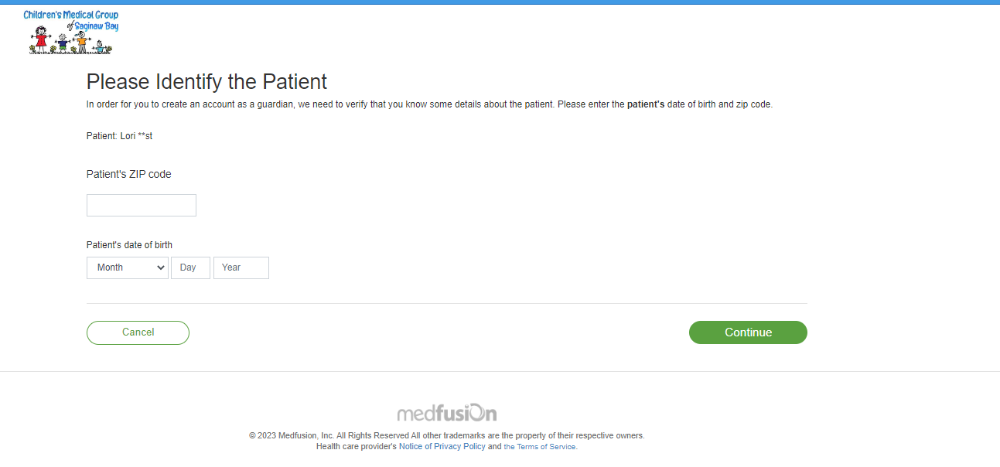 Children's Medical Group
of Saginaw Bay
Please Identify the Patient
In order for you to create an account as a guardian, we need to verify that you know some details about the patient. Please enter the patient's date of birth and zip code.
Patient: Lori **st
Patient's ZIP code
Patient's date of birth
Month Day Year
Cancel Continue
medfusion
© 2023 Medfusion, Inc. All Rights Reserved All other trademarks are the property of their respective owners.
Health care provider's Notice of Privacy Policy and the Terms of Service.